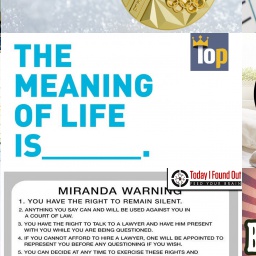 THE
MEANING
OF LIFE
IS______.
10
P
Today I Found Out
FEED YOUR BRAIN
MIRANDA WARNING
1. YOU HAVE THE RIGHT TO REMAIN SILENT.
2. ANYTHING YOU SAY CAN AND WILL BE USED AGAINST YOU IN
A COURT OF LAW.
3. YOU HAVE THE RIGHT TO TALK TO A LAWYER AND HAVE HIM PRESENT
WITH YOU WHILE YOU ARE BEING QUESTIONED.
4. IF YOU CANNOT AFFORD TO HIRE A LAWYER, ONE WILL BE APPOINTED TO
REPRESENT YOU BEFORE ANY QUESTIONING IF YOU WISH.
5. YOU CAN DECIDE AT ANY TIME TO EXERCISE THESE RIGHTS AND